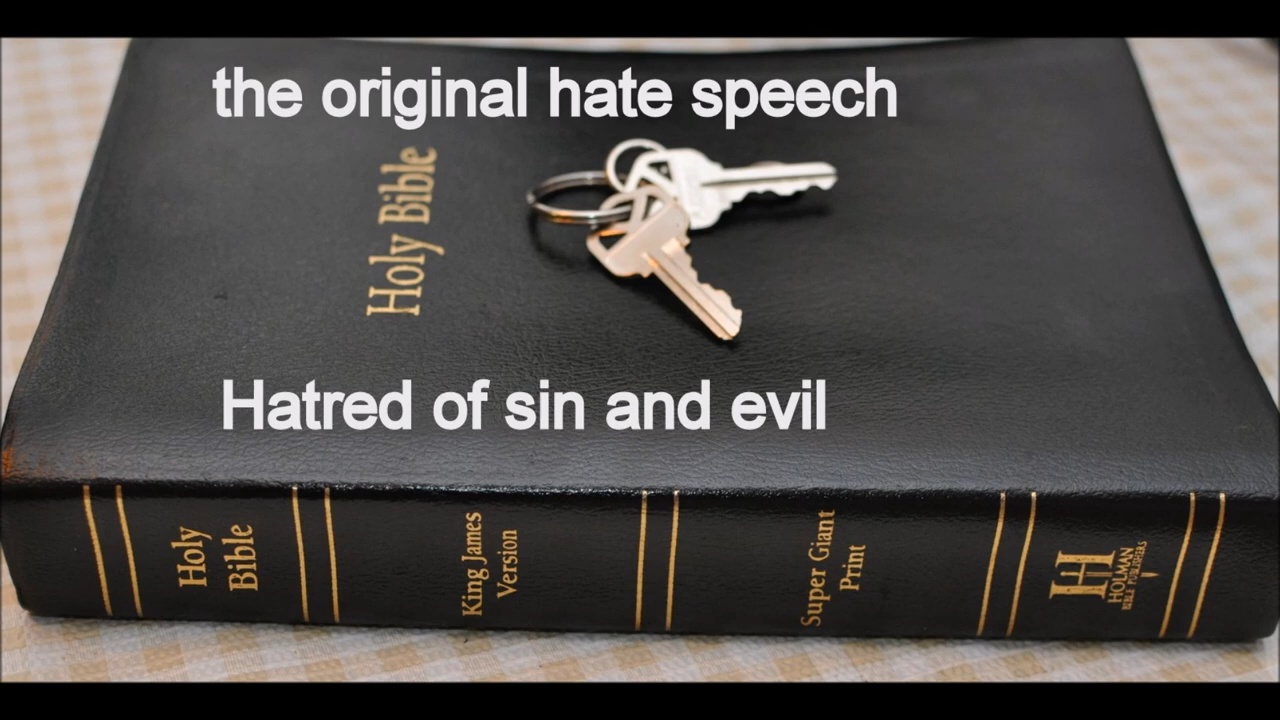 the original hate speech
Holy Bible
Hatred of sin and evil
Holy
Bible
King James
Version
Super Giant
Print
H
HOLMAN
BIBLE PUBLISHERS